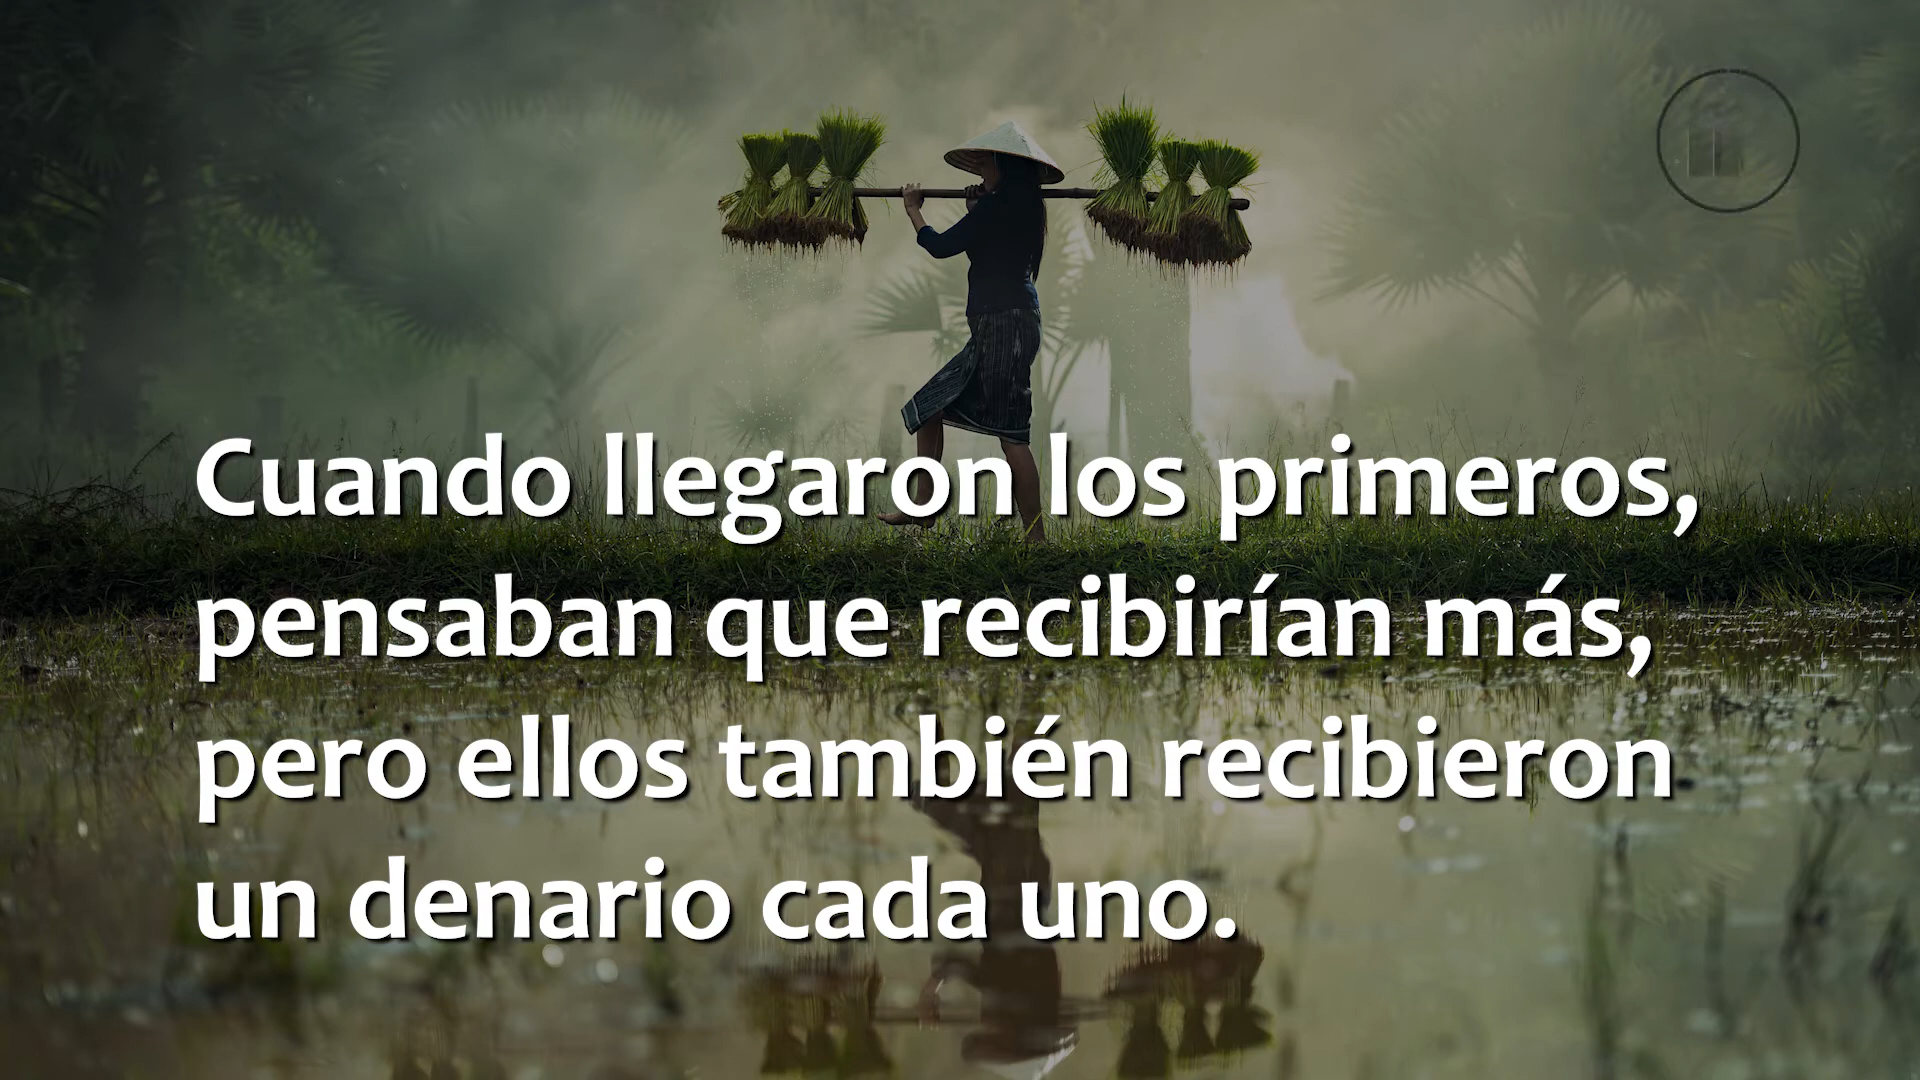 Cuando llegaron los primeros,
pensaban que recibirían más,
pero ellos también recibieron
un denario cada uno.